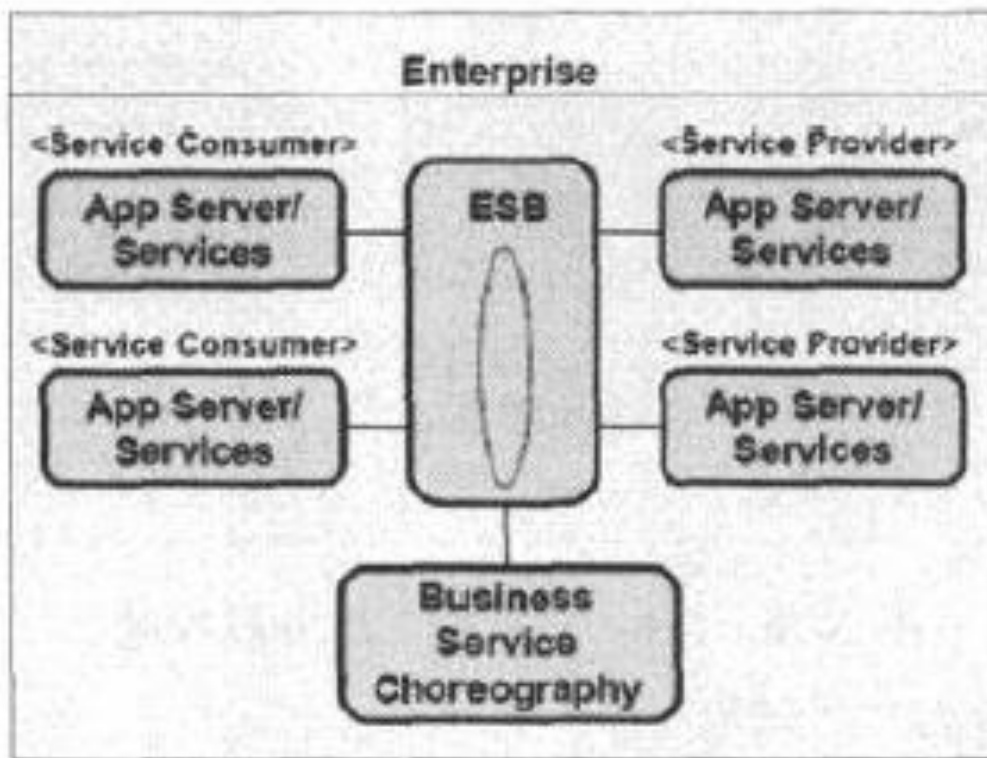 Enterprise
<Service Consumer>
App Server/
Services
<Service Provider>
App Server/
Services
ESB
<Service Consumer>
App Server/
Services
<Service Provider>
App Server/
Services
Business
Service
Choreography